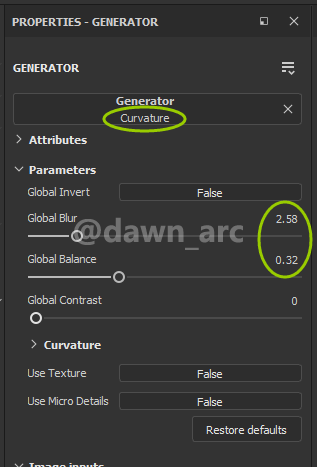 PROPERTIES - GENERATOR
GENERATOR
Generator
Curvature
Attributes
Parameters
Global Invert False
Global Blur 2.58
@dawn_arc
Global Balance 0.32
Global Contrast 0
Curvature
Use Texture False
Use Micro Details False
Restore defaults
Image inputs